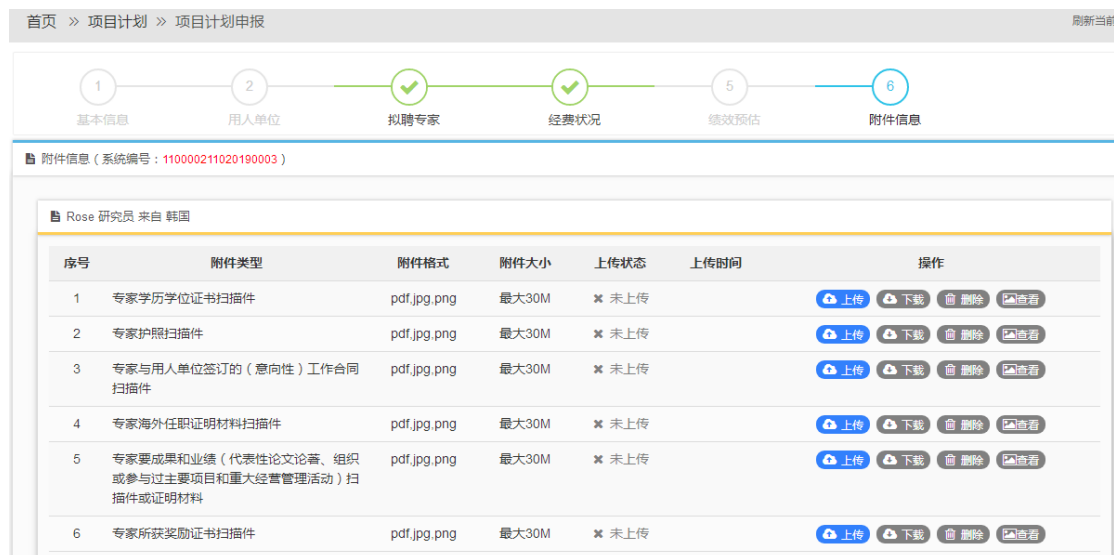 首页 » 项目计划 » 项目计划申报 刷新当前
1 2 5 6
基本信息 用人单位 拟聘专家 经费状况 绩效预估 附件信息
附件信息(系统编号:110000211020190003)
Rose 研究员 来自 韩国
序号 附件类型 附件格式 附件大小 上传状态 上传时间 操作
1 专家学历学位证书扫描件 pdf,jpg,png 最大30M ✖ 未上传 上传 下载 删除 查看
2 专家护照扫描件 pdf,jpg,png 最大30M ✖ 未上传 上传 下载 删除 查看
3 专家与用人单位签订的(意向性)工作合同 pdf,jpg,png 最大30M ✖ 未上传 上传 下载 删除 查看
扫描件
4 专家海外任职证明材料扫描件 pdf,jpg,png 最大30M ✖ 未上传 上传 下载 删除 查看
5 专家要成果和业绩(代表性论文论著、组织 pdf,jpg,png 最大30M ✖ 未上传 上传 下载 删除 查看
或参与过主要项目和重大经营管理活动)扫
描件或证明材料
6 专家所获奖励证书扫描件 pdf,jpg,png 最大30M ✖ 未上传 上传 下载 删除 查看